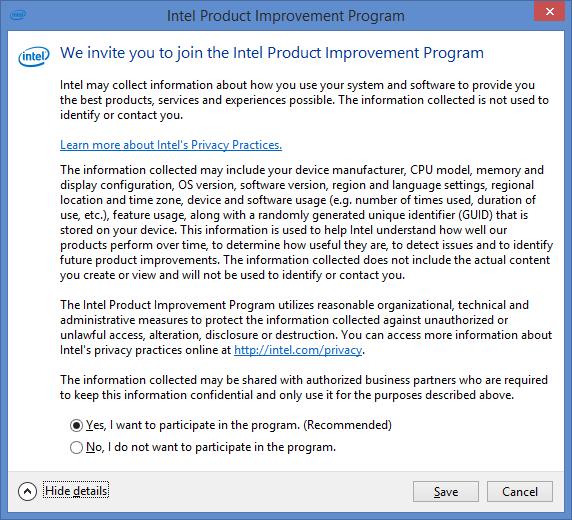 Intel Product Improvement Program
intel
We invite you to join the Intel Product Improvement Program
Intel may collect information about how you use your system and software to provide you
the best products, services and experiences possible. The information collected is not used to
identify or contact you.
Learn more about Intel's Privacy Practices.
The information collected may include your device manufacturer, CPU model, memory and
display configuration, OS version, software version, region and language settings, regional
location and time zone, device and software usage (e.g. number of times used, duration of
use, etc.), feature usage, along with a randomly generated unique identifier (GUID) that is
stored on your device. This information is used to help Intel understand how well our
products perform over time, to determine how useful they are, to detect issues and to identify
future product improvements. The information collected does not include the actual content
you create or view and will not be used to identify or contact you.
The Intel Product Improvement Program utilizes reasonable organizational, technical and
administrative measures to protect the information collected against unauthorized or
unlawful access, alteration, disclosure or destruction. You can access more information about
Intel's privacy practices online at http://intel.com/privacy.
The information collected may be shared with authorized business partners who are required
to keep this information confidential and only use it for the purposes described above.
Yes, I want to participate in the program. (Recommended)
No, I do not want to participate in the program.
Hide details
Save
Cancel